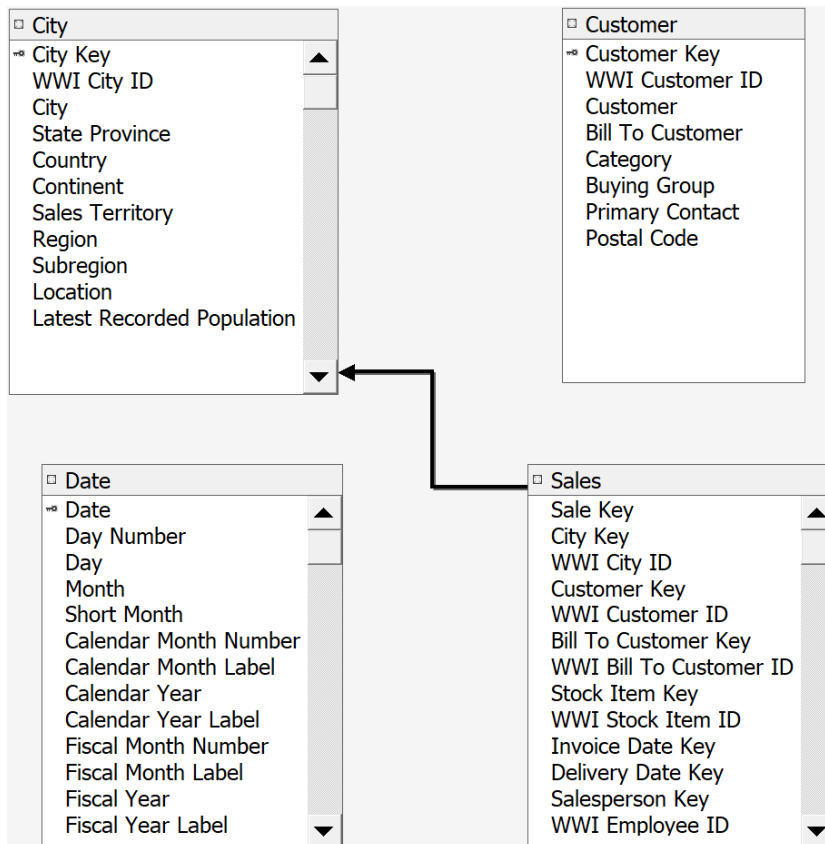 City
City Key
WWI City ID
City
State Province
Country
Continent
Sales Territory
Region
Subregion
Location
Latest Recorded Population
Customer
Customer Key
WWI Customer ID
Customer
Bill To Customer
Category
Buying Group
Primary Contact
Postal Code
Date
Date
Day Number
Day
Month
Short Month
Calendar Month Number
Calendar Month Label
Calendar Year
Calendar Year Label
Fiscal Month Number
Fiscal Month Label
Fiscal Year
Fiscal Year Label
Sales
Sale Key
City Key
WWI City ID
Customer Key
WWI Customer ID
Bill To Customer Key
WWI Bill To Customer ID
Stock Item Key
WWI Stock Item ID
Invoice Date Key
Delivery Date Key
Salesperson Key
WWI Employee ID